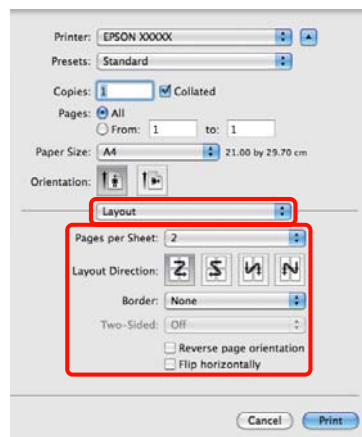 Printer: EPSON XXXXX
Presets: Standard
Copies: 1 Collated
Pages: All
From: 1 to: 1
Paper Size: A4 21.00 by 29.70 cm
Orientation:
Layout
Pages per Sheet: 2
Layout Direction:
Border: None
Two-Sided: Off
Reverse page orientation
Flip horizontally
Cancel Print